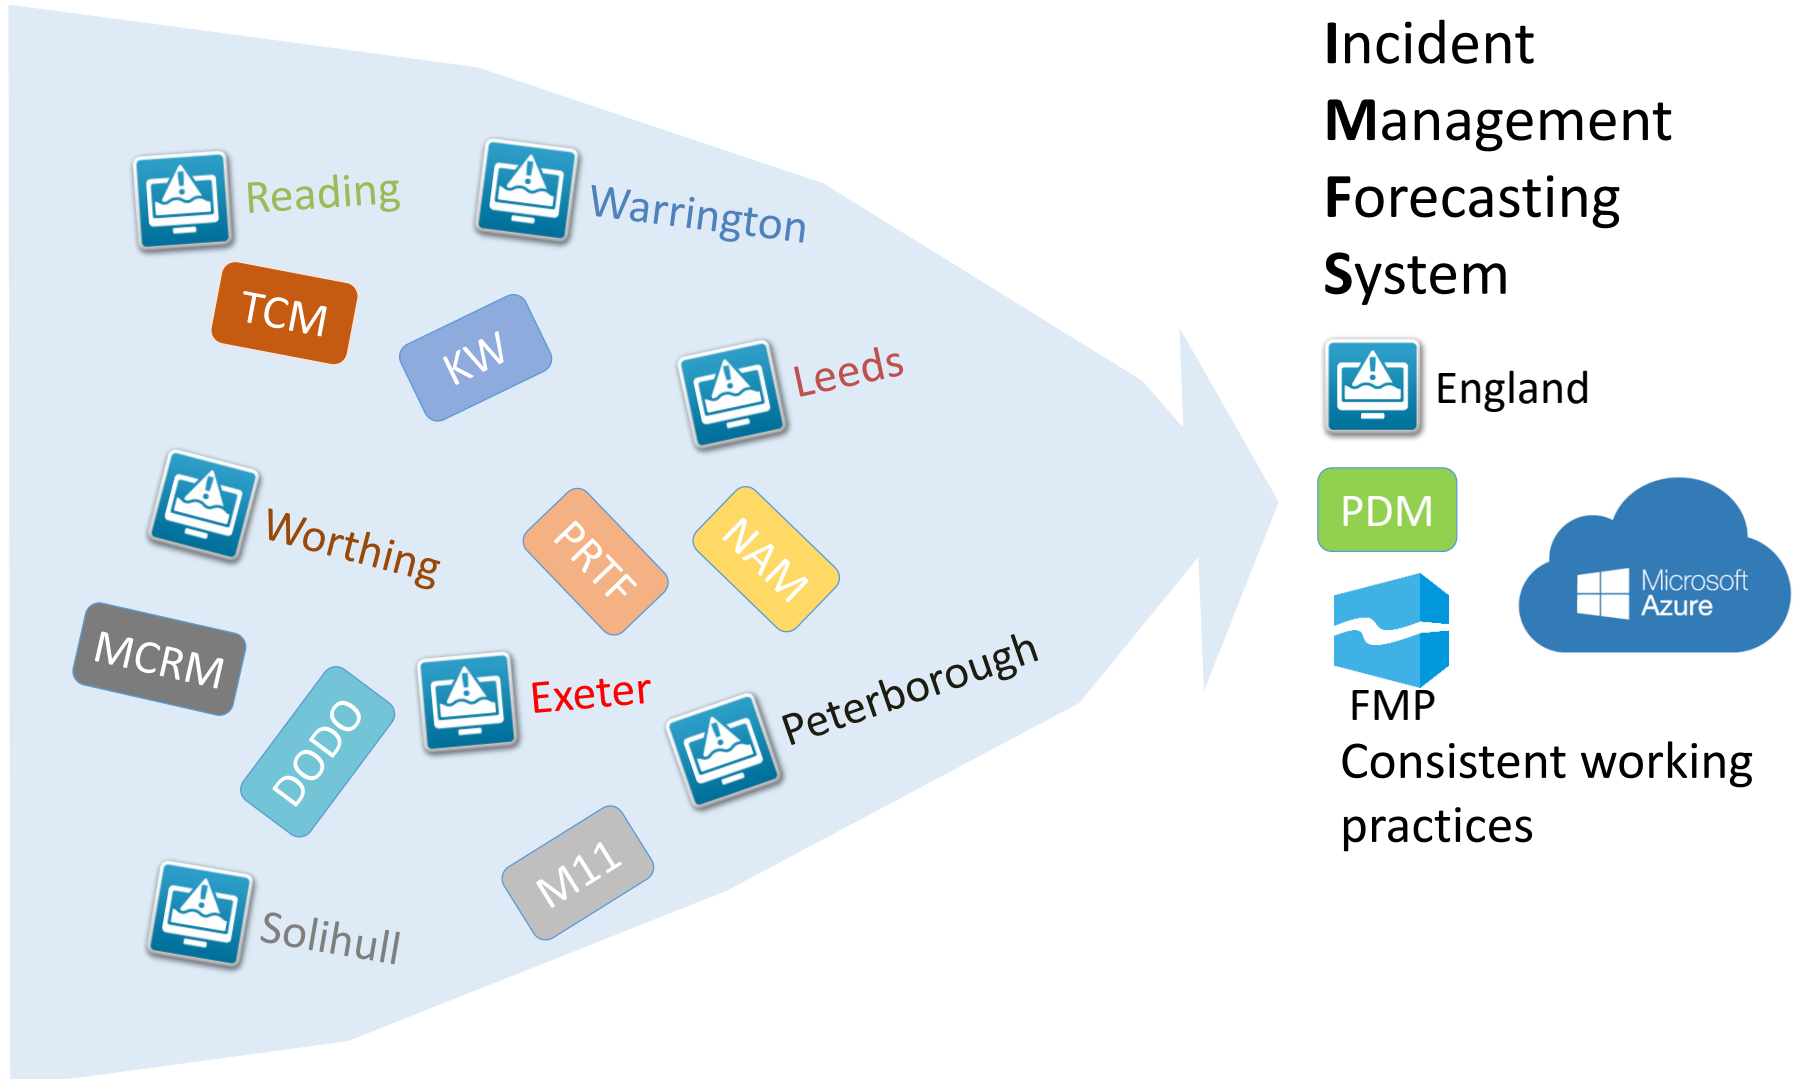 Reading
Warrington
TCM
KW
Leeds
Worthing
PRTF
NAM
MCRM
DODO
Exeter
Peterborough
M11
Solihull
Incident
Management
Forecasting
System
England
PDM
Microsoft
Azure
FMP
Consistent working
practices